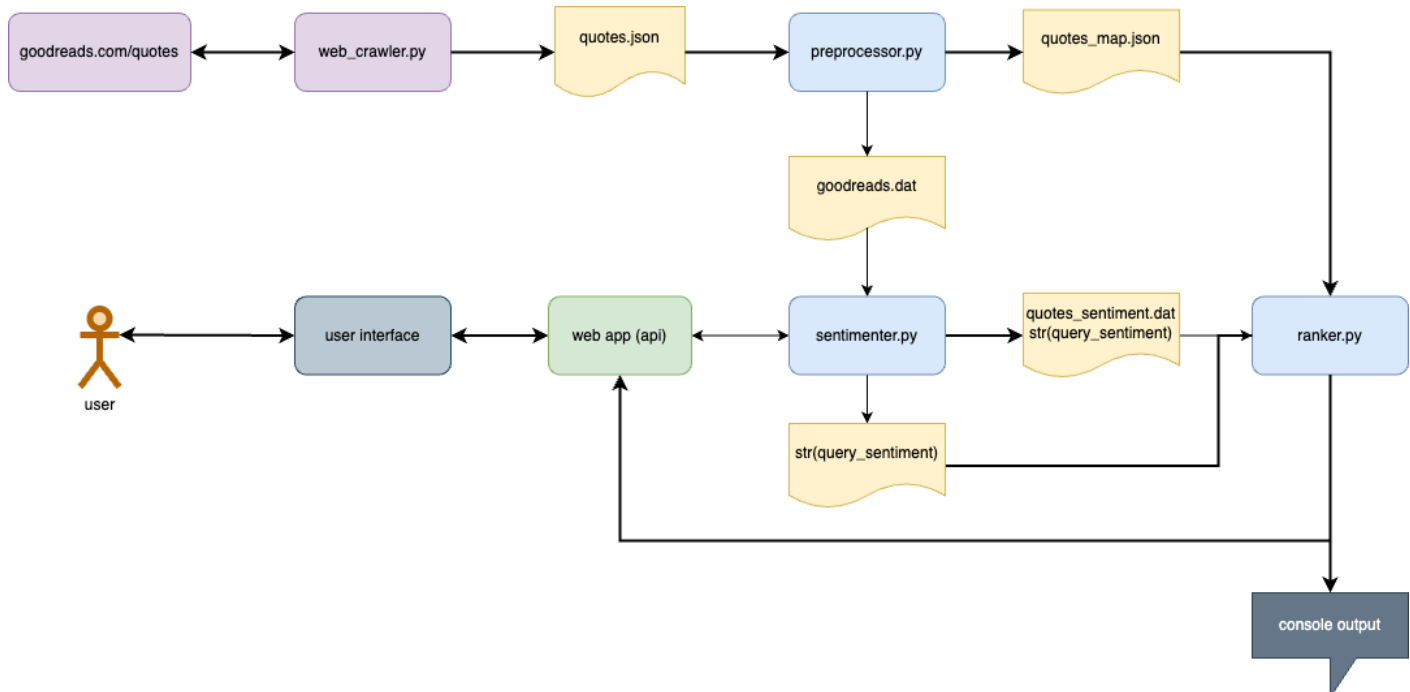 goodreads.com/quotes
web_crawler.py
quotes.json
preprocessor.py
quotes_map.json
goodreads.dat
user
user interface
web app (api)
sentimenter.py
quotes_sentiment.dat
str(query_sentiment)
ranker.py
str(query_sentiment)
console output